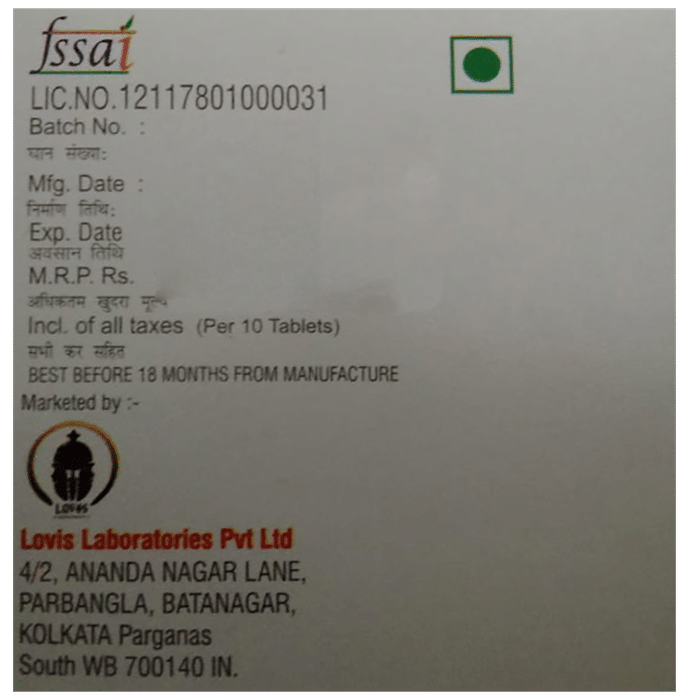 fssai
LIC.NO.12117801000031
Batch No. :
घान संख्या:
Mfg. Date :
निर्माण तिथि:
Exp. Date
अवसान तिथि
M.R.P. Rs.
अधिकतम खुदरा मूल्य
Incl. of all taxes (Per 10 Tablets)
सभी कर सहित
BEST BEFORE 18 MONTHS FROM MANUFACTURE
Marketed by :-
LOVIS
Lovis Laboratories Pvt Ltd
4/2, ANANDA NAGAR LANE,
PARBANGLA, BATANAGAR,
KOLKATA Parganas
South WB 700140 IN.